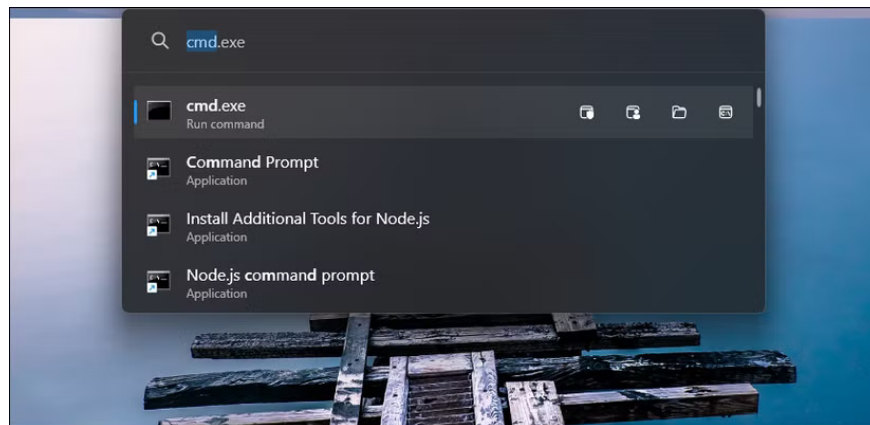 cmd.exe
cmd.exe
Run command
Command Prompt
Application
Install Additional Tools for Node.js
Application
Node.js command prompt
Application